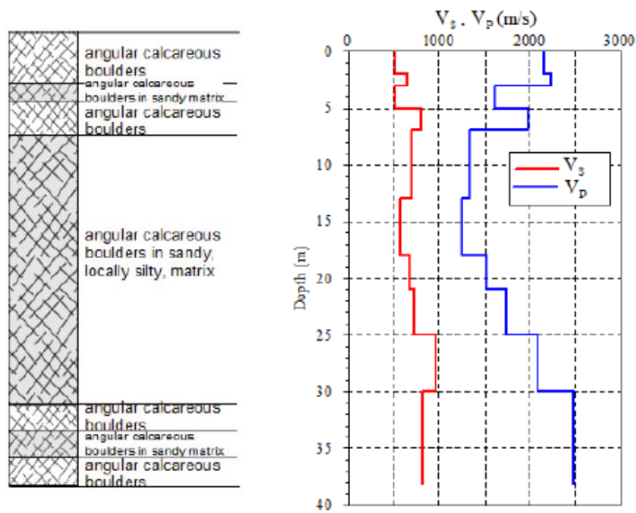 angular calcareous
boulders
angular calcareous
boulders in sandy matrix
angular calcareous
boulders
angular calcareous
boulders in sandy,
locally silty, matrix
angular calcareous
boulders
angular calcareous
boulders in sandy matrix
angular calcareous
boulders
Vs , Vp (m/s)
0 1000 2000 3000
0
5
10
15
20
25
30
35
40
Depth (m)
Vs
Vp